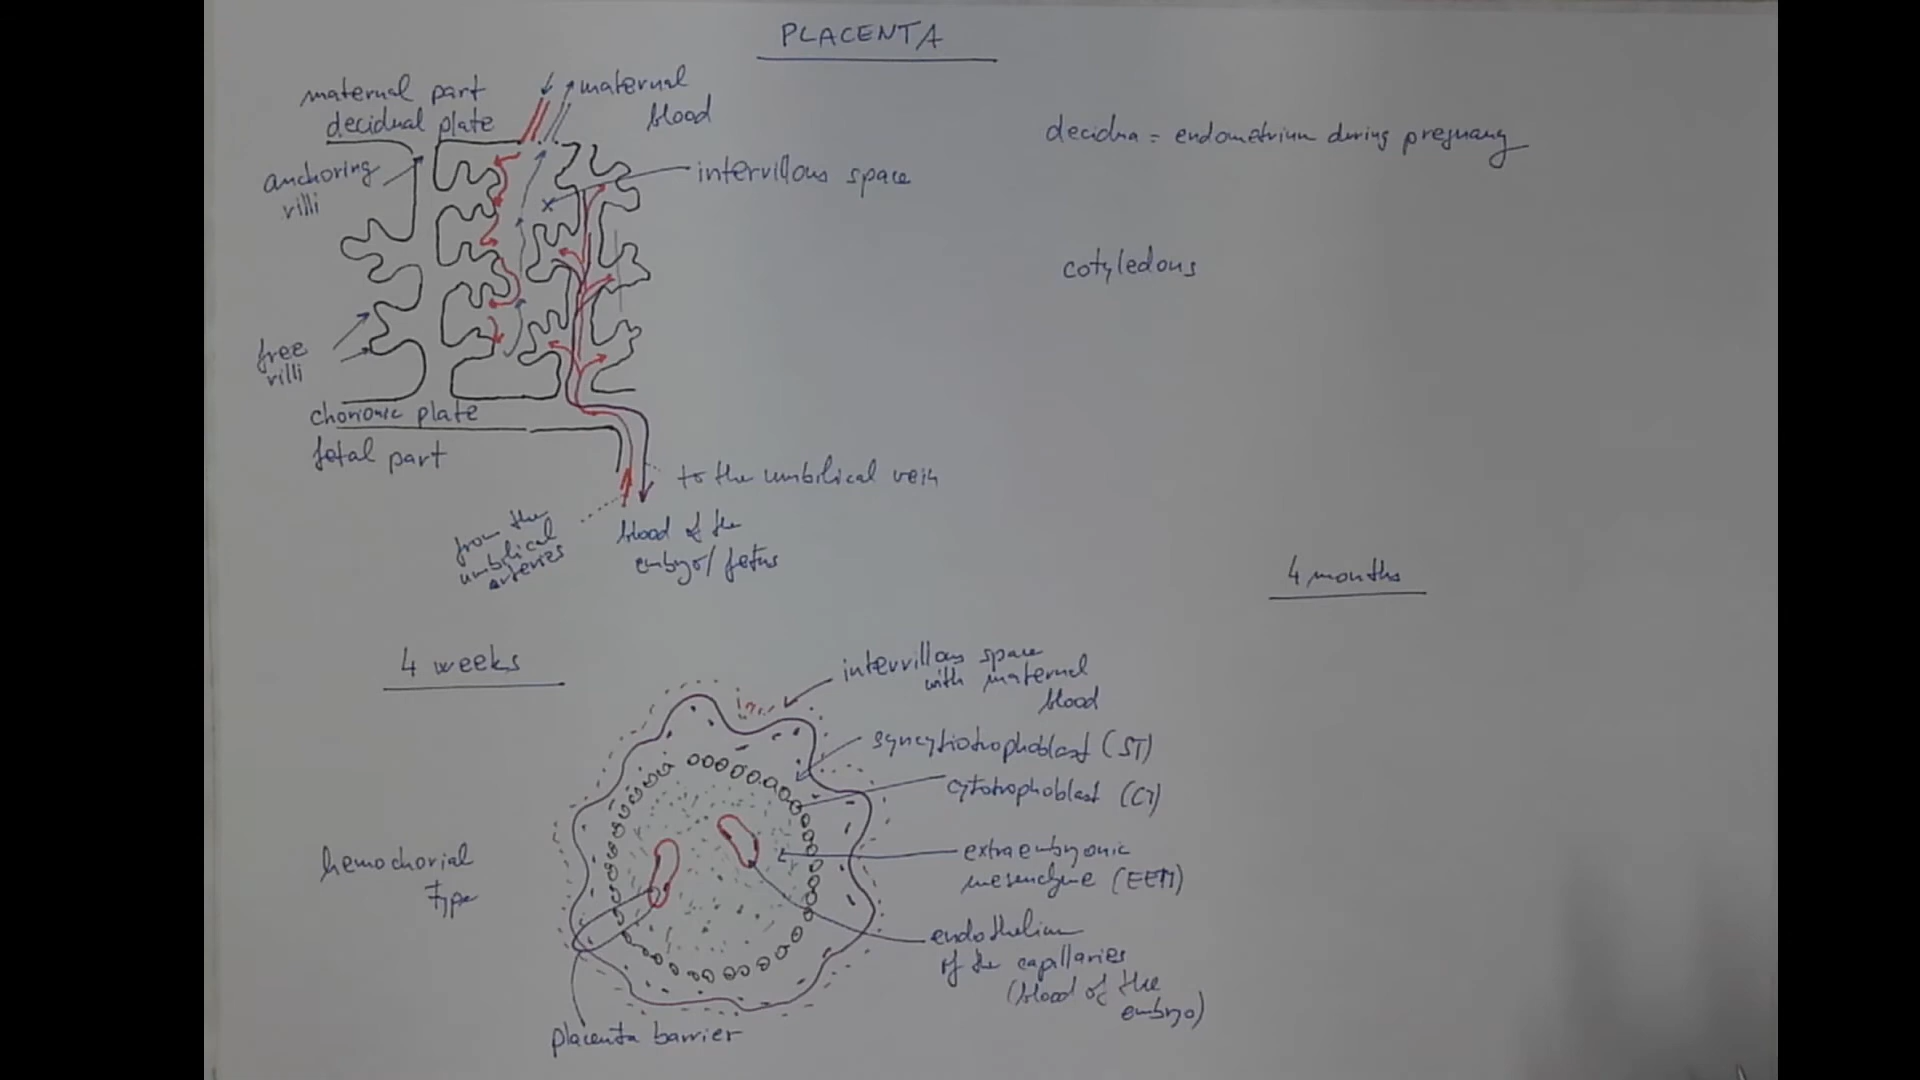 PLACENTA
maternal part
decidual plate
maternal
blood
anchoring
villi
intervillous space
decidua = endometrium during pregnancy
cotyledons
free
villi
chorionic plate
fetal part
to the umbilical vein
from the
umbilical
arteries
blood of the
embryo/fetus
4 months
4 weeks
intervillous space
with maternal
blood
syncytiotrophoblast (ST)
cytotrophoblast (CT)
hemochorial
type
extraembryonic
mesenchyme (EEM)
endothelium
of the capillaries
(blood of the
embryo)
placenta barrier